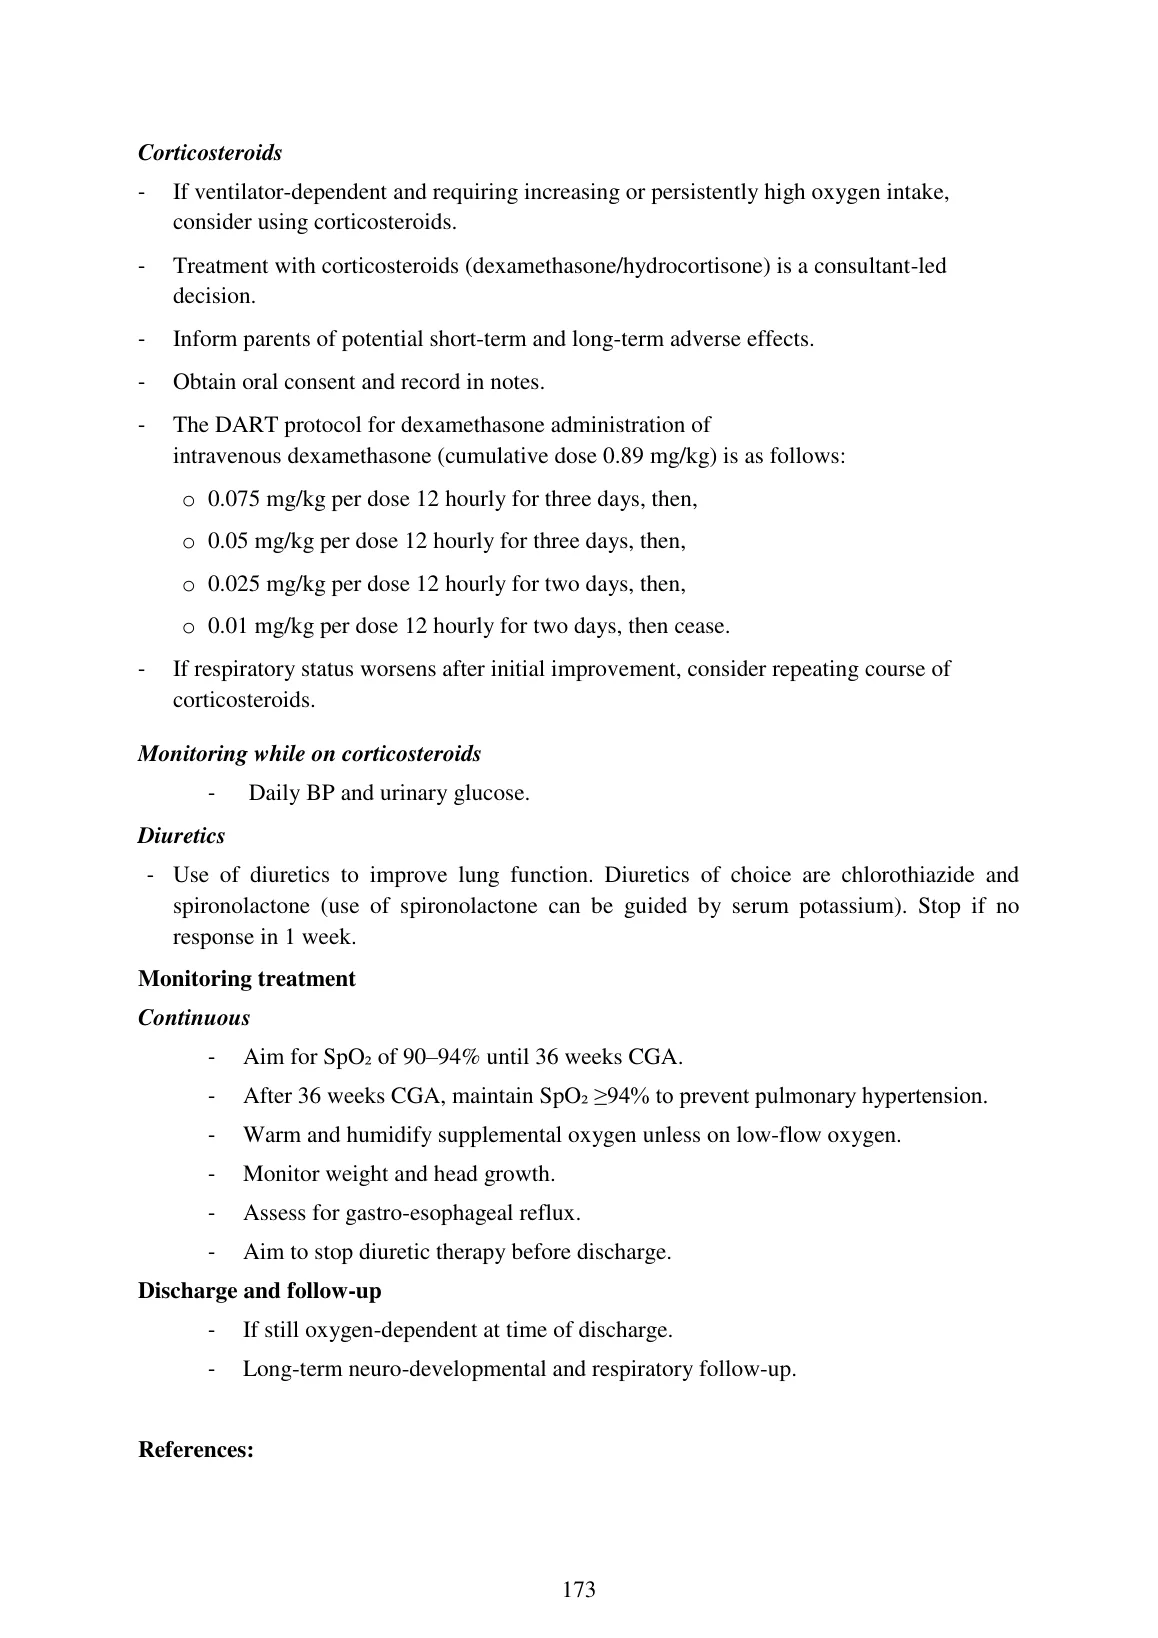 Corticosteroids
- If ventilator-dependent and requiring increasing or persistently high oxygen intake,
consider using corticosteroids.
- Treatment with corticosteroids (dexamethasone/hydrocortisone) is a consultant-led
decision.
- Inform parents of potential short-term and long-term adverse effects.
- Obtain oral consent and record in notes.
- The DART protocol for dexamethasone administration of
intravenous dexamethasone (cumulative dose 0.89 mg/kg) is as follows:
o 0.075 mg/kg per dose 12 hourly for three days, then,
o 0.05 mg/kg per dose 12 hourly for three days, then,
o 0.025 mg/kg per dose 12 hourly for two days, then,
o 0.01 mg/kg per dose 12 hourly for two days, then cease.
- If respiratory status worsens after initial improvement, consider repeating course of
corticosteroids.
Monitoring while on corticosteroids
- Daily BP and urinary glucose.
Diuretics
- Use of diuretics to improve lung function. Diuretics of choice are chlorothiazide and
spironolactone (use of spironolactone can be guided by serum potassium). Stop if no
response in 1 week.
Monitoring treatment
Continuous
- Aim for SpO₂ of 90–94% until 36 weeks CGA.
- After 36 weeks CGA, maintain SpO₂ ≥94% to prevent pulmonary hypertension.
- Warm and humidify supplemental oxygen unless on low-flow oxygen.
- Monitor weight and head growth.
- Assess for gastro-esophageal reflux.
- Aim to stop diuretic therapy before discharge.
Discharge and follow-up
- If still oxygen-dependent at time of discharge.
- Long-term neuro-developmental and respiratory follow-up.
References:
173